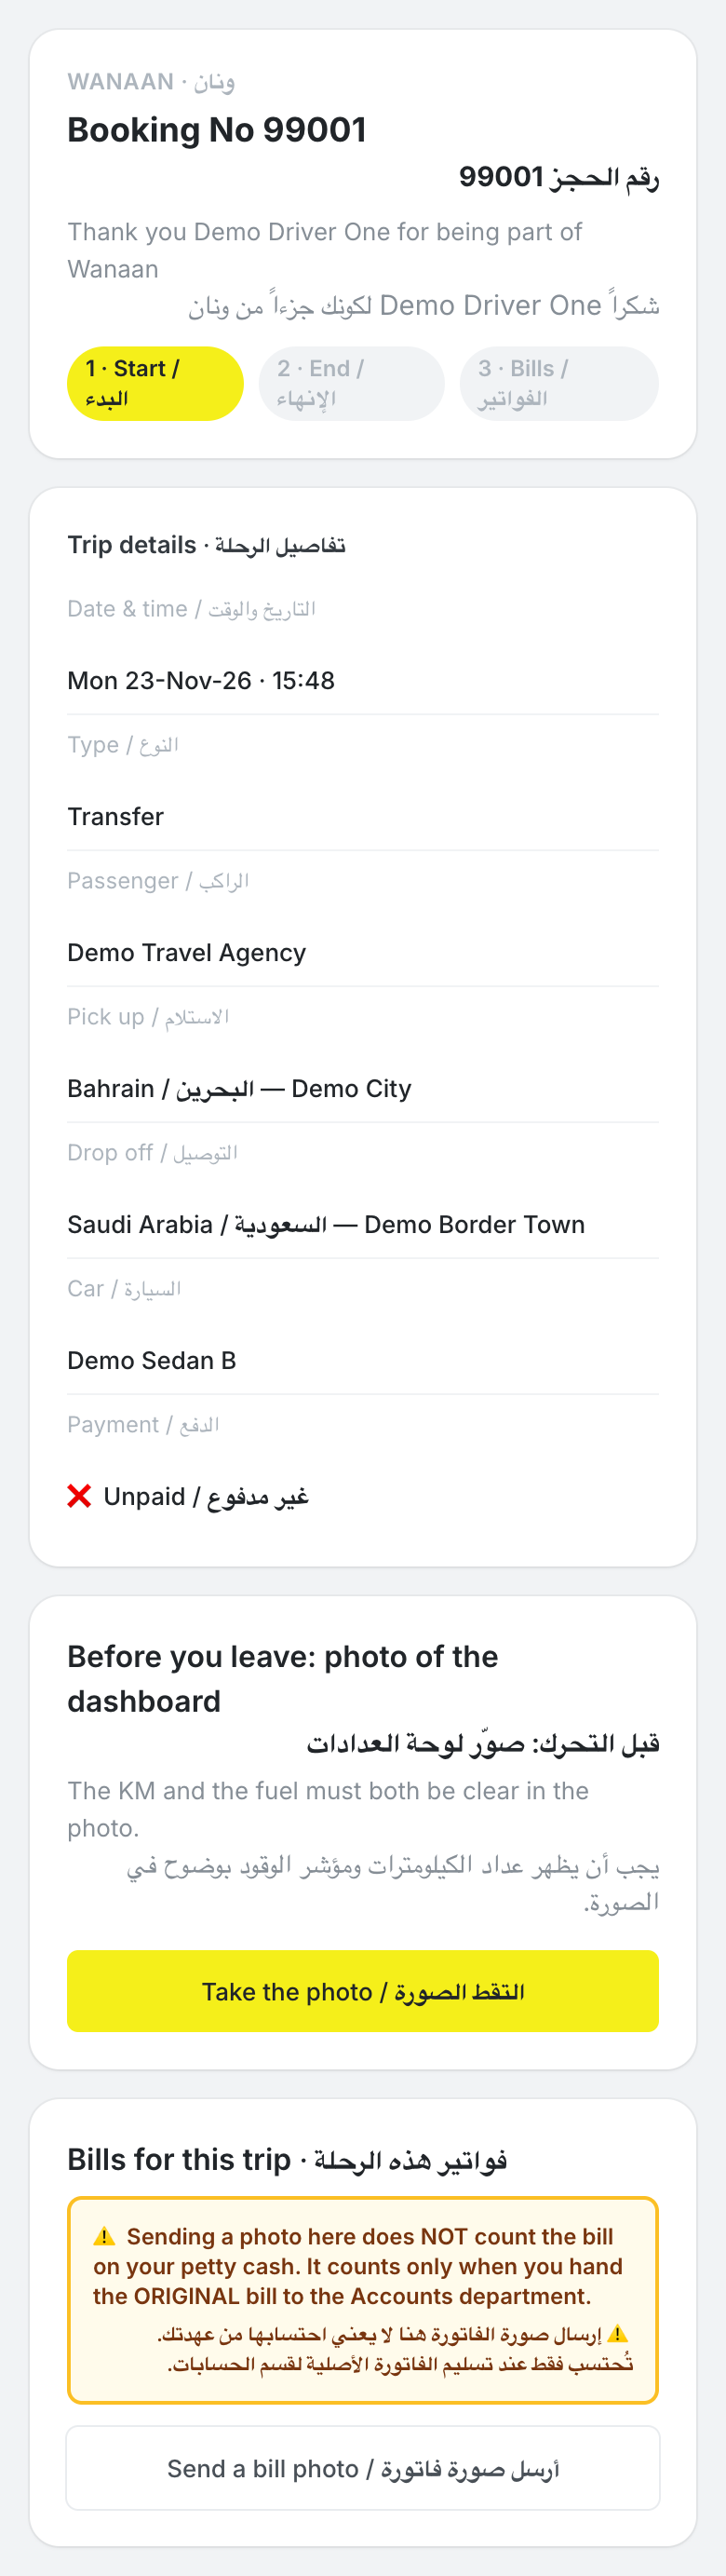 WANAAN · ونان
Booking No 99001
رقم الحجز 99001
Thank you Demo Driver One for being part of
Wanaan
شكراً Demo Driver One لكونك جزءاً من ونان
1 · Start /
البدء
2 · End /
الإنهاء
3 · Bills /
الفواتير
Trip details · تفاصيل الرحلة
Date & time / التاريخ والوقت
Mon 23-Nov-26 · 15:48
Type / النوع
Transfer
Passenger / الراكب
Demo Travel Agency
Pick up / الاستلام
Bahrain / البحرين — Demo City
Drop off / التوصيل
Saudi Arabia / السعودية — Demo Border Town
Car / السيارة
Demo Sedan B
Payment / الدفع
❌ Unpaid / غير مدفوع
Before you leave: photo of the
dashboard
قبل التحرك: صوّر لوحة العدادات
The KM and the fuel must both be clear in the
photo.
يجب أن يظهر عداد الكيلومترات ومؤشر الوقود بوضوح في
الصورة.
Take the photo / التقط الصورة
Bills for this trip · فواتير هذه الرحلة
⚠️ Sending a photo here does NOT count the bill
on your petty cash. It counts only when you hand
the ORIGINAL bill to the Accounts department.
⚠️ إرسال صورة الفاتورة هنا لا يعني احتسابها من عهدتك.
تُحتسب فقط عند تسليم الفاتورة الأصلية لقسم الحسابات.
Send a bill photo / أرسل صورة فاتورة